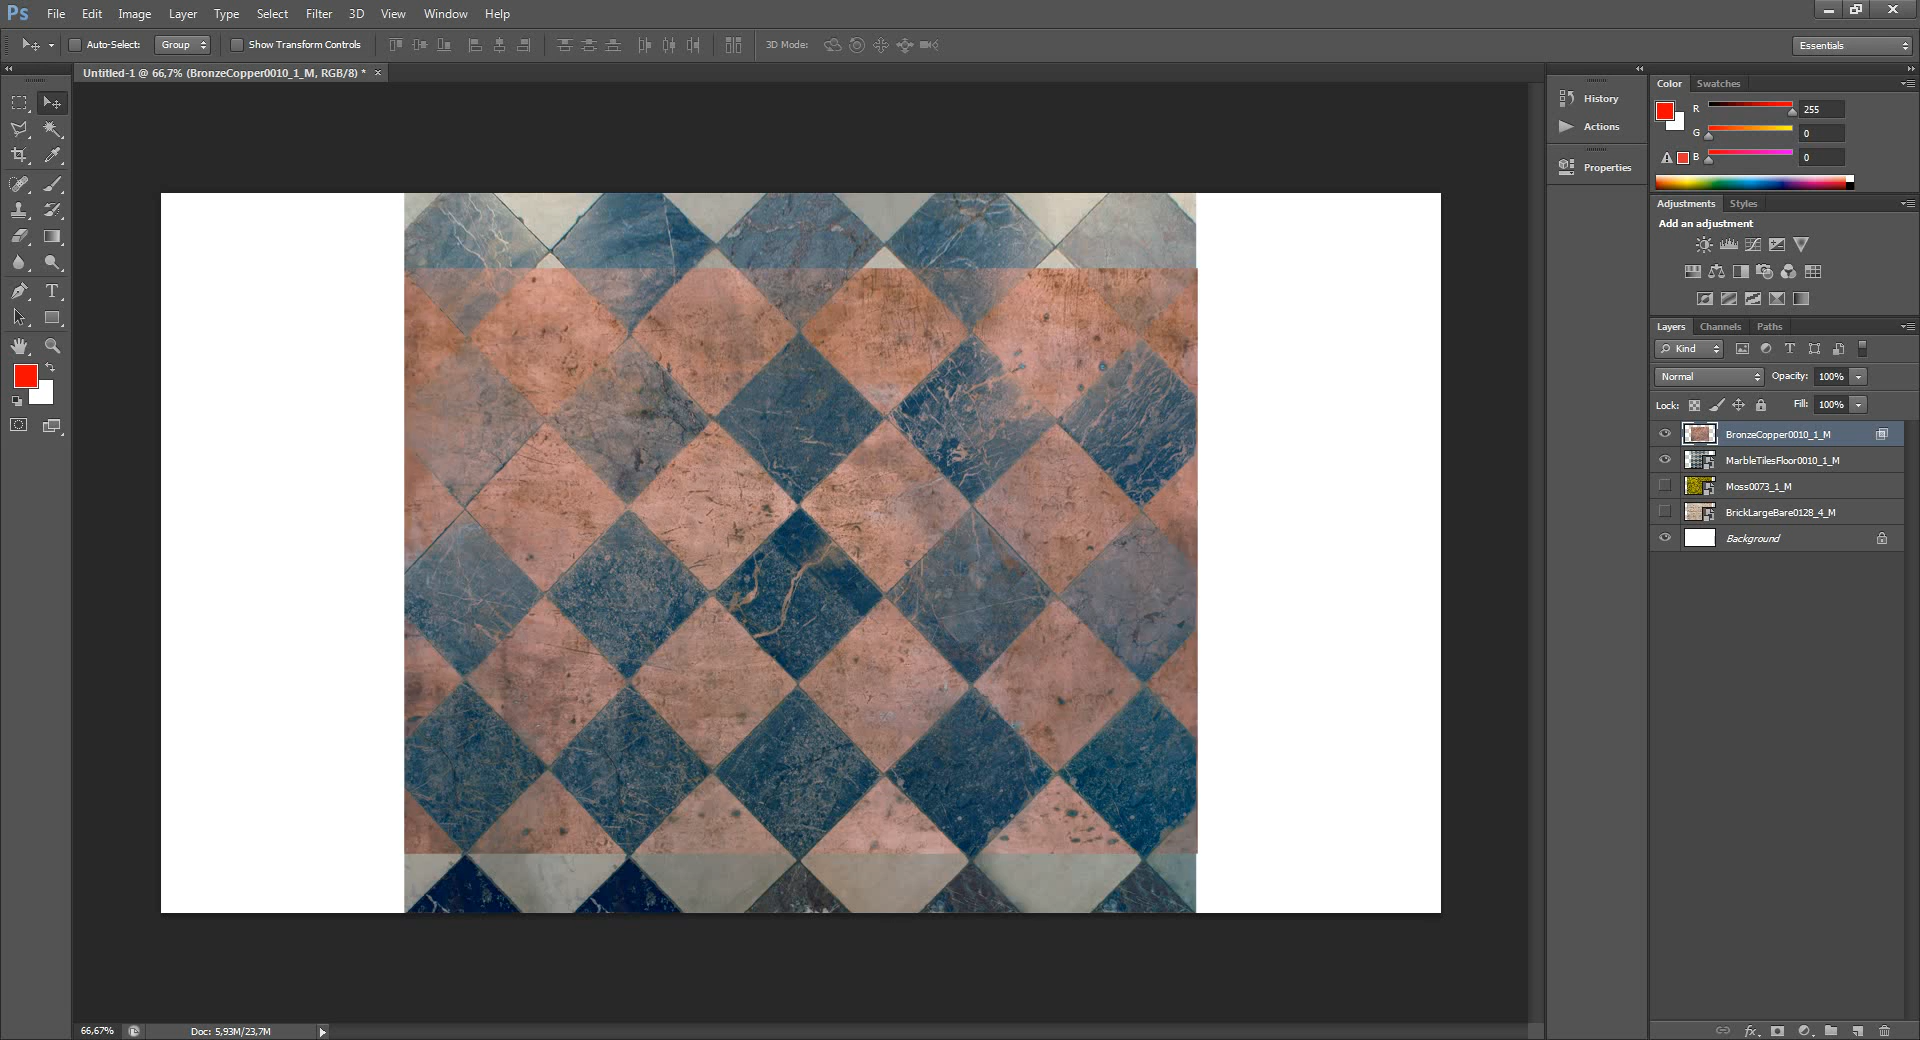 Ps File Edit Image Layer Type Select Filter 3D View Window Help
Auto-Select: Group Show Transform Controls 3D Mode: Essentials
Untitled-1 @ 66,7% (BronzeCopper0010_1_M, RGB/8) * ×
History
Actions
Properties
Color Swatches
R 255
G 0
B 0
Adjustments Styles
Add an adjustment
Layers Channels Paths
Kind
Normal Opacity: 100%
Lock: Fill: 100%
BronzeCopper0010_1_M
MarbleTilesFloor0010_1_M
Moss0073_1_M
BrickLargeBare0128_4_M
Background
66,67% Doc: 5,93M/23,7M